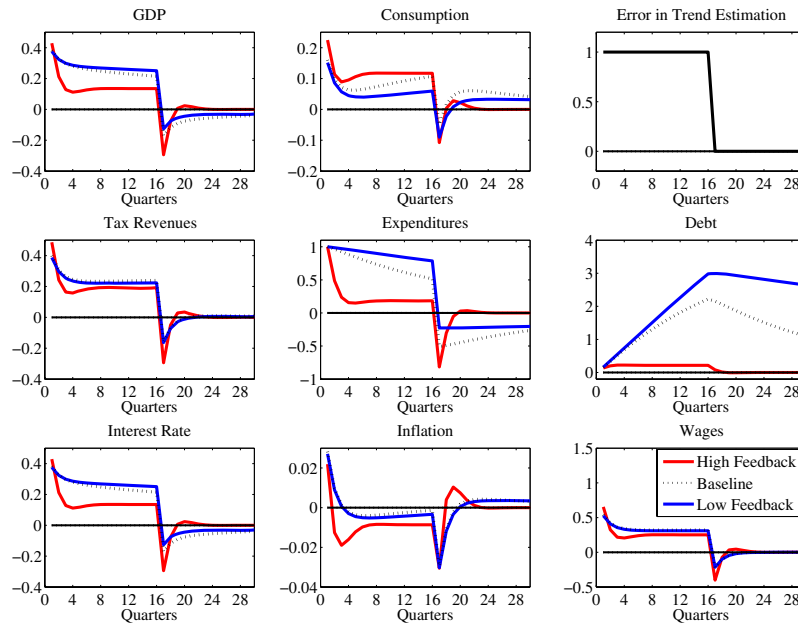 GDP
Consumption
Error in Trend Estimation
0.4
0.2
0
−0.2
−0.4
0 4 8 12 16 20 24 28
Quarters
0.2
0.1
0
0.1
0.2
0 4 8 12 16 20 24 28
Quarters
1
0.5
0
0 4 8 12 16 20 24 28
Quarters
Tax Revenues
Expenditures
Debt
0.4
0.2
0
−0.2
−0.4
0 4 8 12 16 20 24 28
Quarters
1
0.5
0
−0.5
−1
0 4 8 12 16 20 24 28
Quarters
4
3
2
1
0
0 4 8 12 16 20 24 28
Quarters
Interest Rate
Inflation
Wages
0.4
0.2
0
−0.2
−0.4
0 4 8 12 16 20 24 28
Quarters
0.02
0
−0.02
−0.04
0 4 8 12 16 20 24 28
Quarters
1.5
1
0.5
0
−0.5
0 4 8 12 16 20 24 28
Quarters
High Feedback
Baseline
Low Feedback